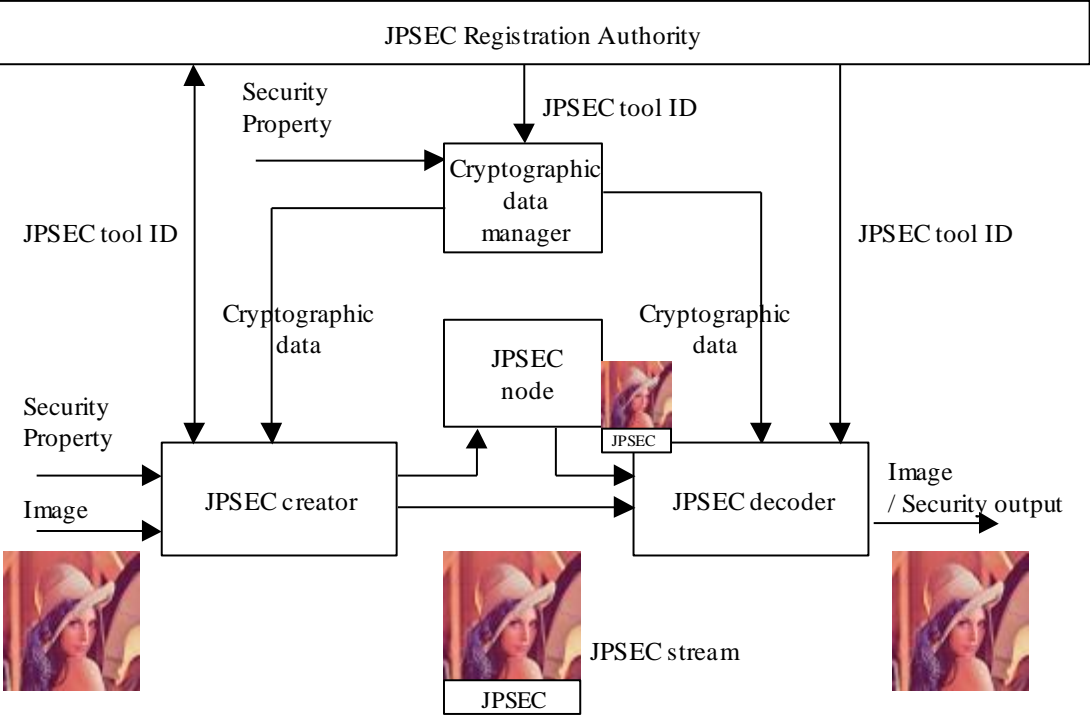 JPSEC Registration Authority
Security
Property
JPSEC tool ID
Cryptographic
data
manager
JPSEC tool ID
JPSEC tool ID
Cryptographic
data
Cryptographic
data
JPSEC
node
JPSEC
Security
Property
Image
JPSEC creator
JPSEC decoder
Image
/ Security output
JPSEC stream
JPSEC